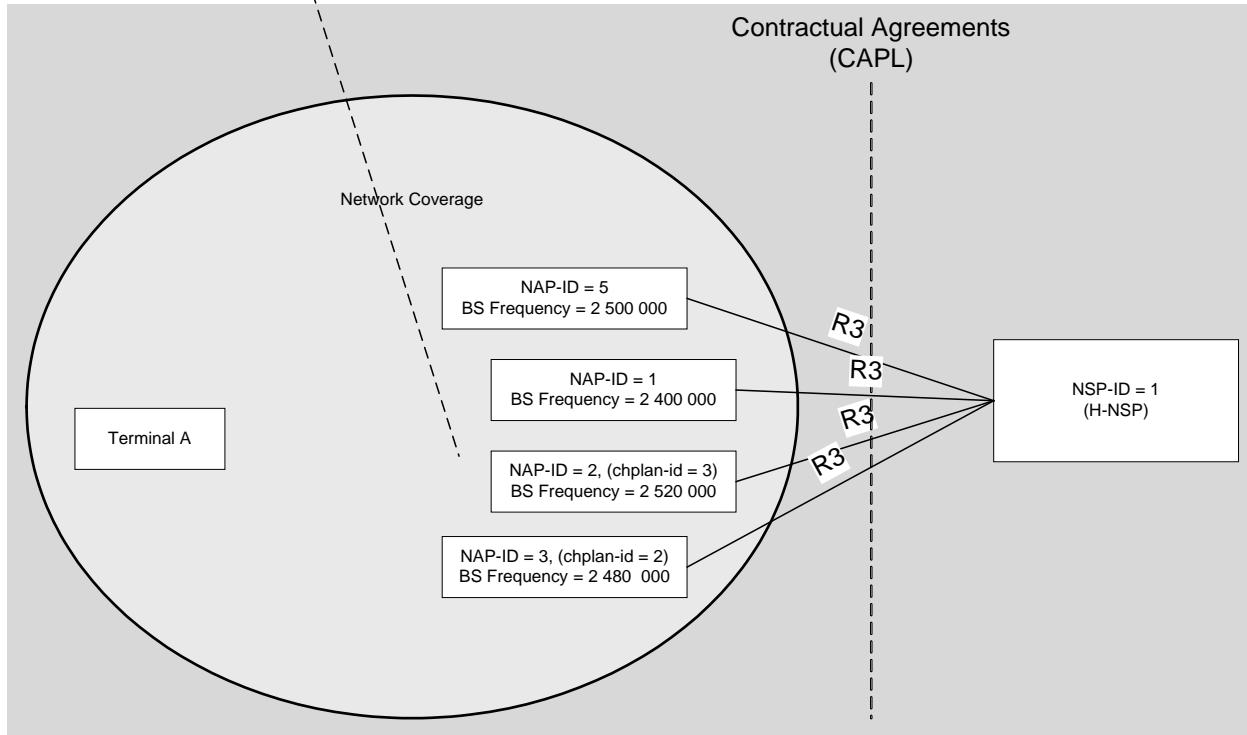 Contractual Agreements
(CAPL)
Network Coverage
NAP-ID = 5
BS Frequency = 2 500 000
R3
NAP-ID = 1
BS Frequency = 2 400 000
R3
Terminal A
NAP-ID = 2, (chplan-id = 3)
BS Frequency = 2 520 000
R3
NAP-ID = 3, (chplan-id = 2)
BS Frequency = 2 480  000
R3
NSP-ID = 1
(H-NSP)